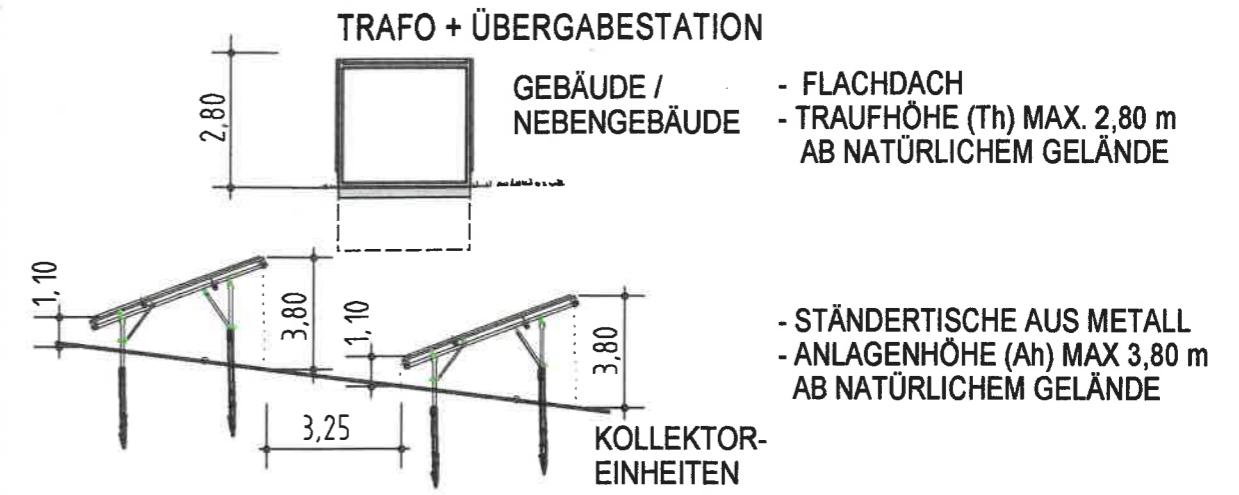 TRAFO + ÜBERGABESTATION
2,80
GEBÄUDE /
NEBENGEBÄUDE
- FLACHDACH
- TRAUFHÖHE (Th) MAX. 2,80 m
AB NATÜRLICHEM GELÄNDE
1,10
3,80
1,10
3,80
3,25
- STÄNDERTISCHE AUS METALL
- ANLAGENHÖHE (Ah) MAX 3,80 m
AB NATÜRLICHEM GELÄNDE
KOLLEKTOR-
EINHEITEN